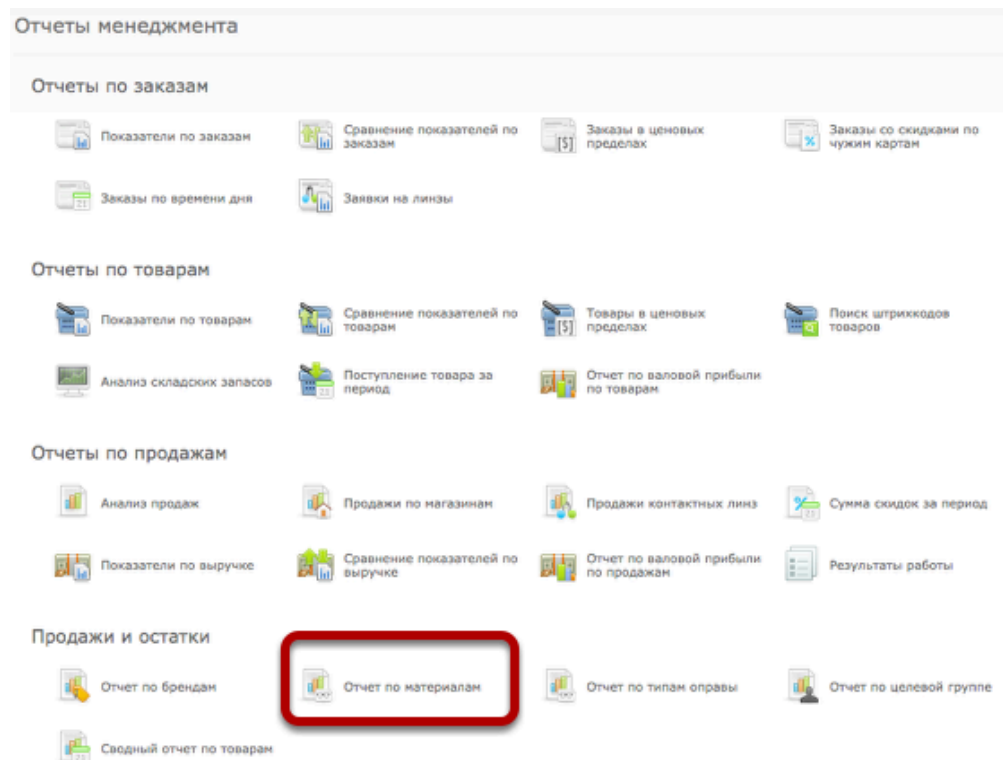 Отчеты менеджмента
Отчеты по заказам
Показатели по заказам
Сравнение показателей по
заказам
Заказы в ценовых
пределах
Заказы со скидками по
чужим картам
Заказы по времени дня
Заявки на линзы
Отчеты по товарам
Показатели по товарам
Сравнение показателей по
товарам
Товары в ценовых
пределах
Поиск штрихкодов
товаров
Анализ складских запасов
Поступление товара за
период
Отчет по валовой прибыли
по товарам
Отчеты по продажам
Анализ продаж
Продажи по магазинам
Продажи контактных линз
Сумма скидок за период
Показатели по выручке
Сравнение показателей по
выручке
Отчет по валовой прибыли
по продажам
Результаты работы
Продажи и остатки
Отчет по брендам
Отчет по материалам
Отчет по типам оправы
Отчет по целевой группе
Сводный отчет по товарам